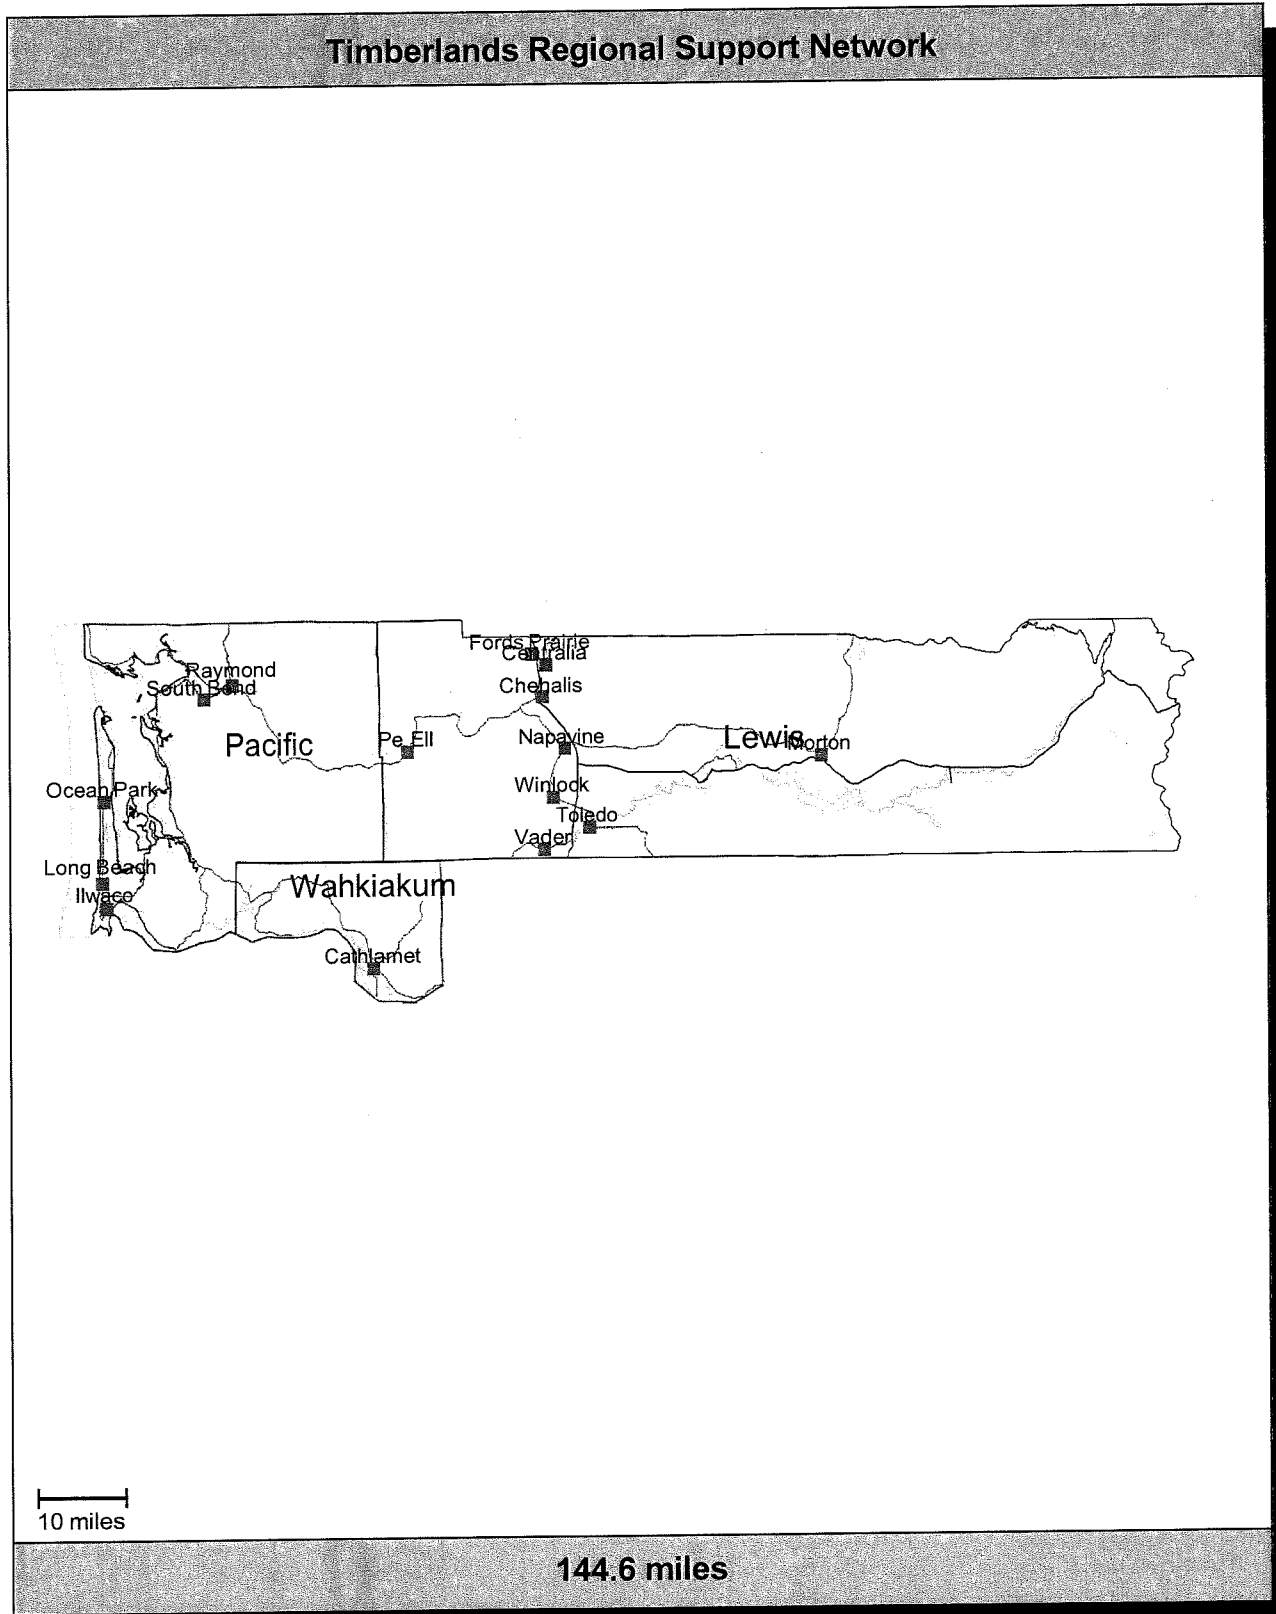 Timberlands Regional Support Network
Fords Prairie
Centralia
Raymond
South Bend
Chehalis
Pacific
Pe Ell
Napavine
Lewis
Morton
Ocean Park
Winlock
Toledo
Vader
Long Beach
Ilwaco
Wahkiakum
Cathlamet
10 miles
144.6 miles